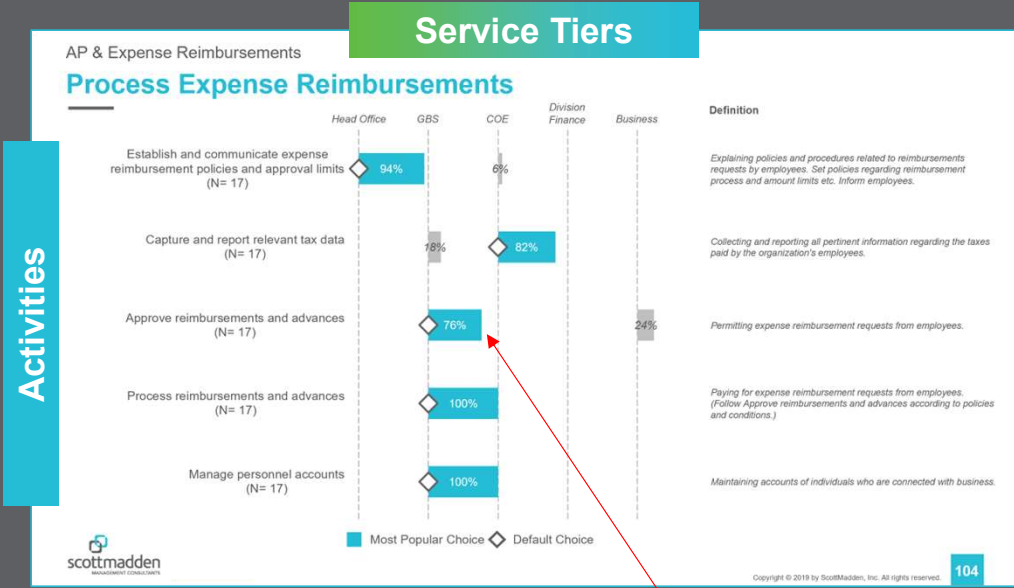 Service Tiers
AP & Expense Reimbursements
Process Expense Reimbursements
Head Office
GBS
COE
Division
Finance
Business
Definition
Activities
Establish and communicate expense
reimbursement policies and approval limits
(N= 17)
94%
6%
Explaining policies and procedures related to reimbursements
requests by employees. Set policies regarding reimbursement
process and amount limits etc. Inform employees.
Capture and report relevant tax data
(N= 17)
18%
82%
Collecting and reporting all pertinent information regarding the taxes
paid by the organization's employees.
Approve reimbursements and advances
(N= 17)
76%
24%
Permitting expense reimbursement requests from employees.
Process reimbursements and advances
(N= 17)
100%
Paying for expense reimbursement requests from employees.
(Follow Approve reimbursements and advances according to policies
and conditions.)
Manage personnel accounts
(N= 17)
100%
Maintaining accounts of individuals who are connected with business.
Most Popular Choice
Default Choice
scottmadden
MANAGEMENT CONSULTANTS
Copyright © 2019 by ScottMadden, Inc. All rights reserved.
104